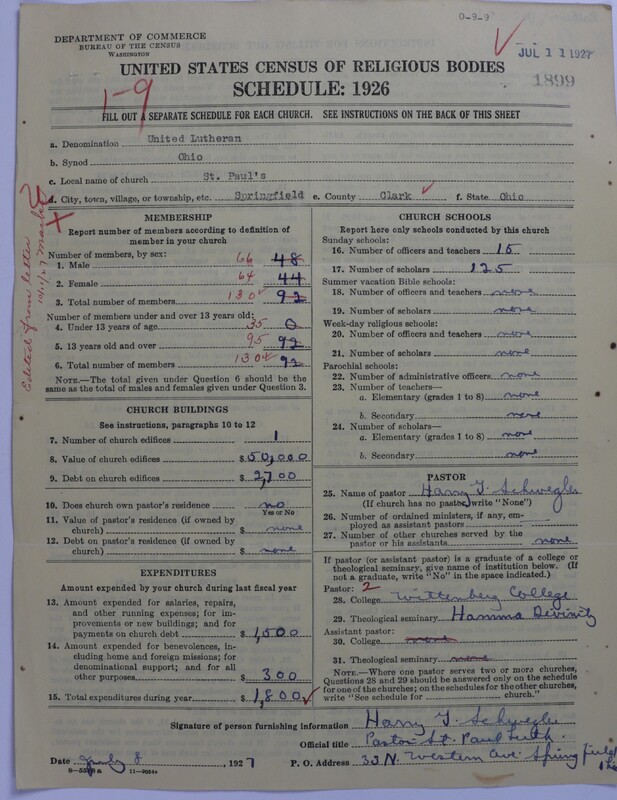 0-9-9
DEPARTMENT OF COMMERCE
BUREAU OF THE CENSUS
WASHINGTON
JUL 11 1927
1899
UNITED STATES CENSUS OF RELIGIOUS BODIES
SCHEDULE: 1926
1-9
FILL OUT A SEPARATE SCHEDULE FOR EACH CHURCH. SEE INSTRUCTIONS ON THE BACK OF THIS SHEET
a. Denomination United Lutheran
b. Synod Ohio
c. Local name of church St. Paul's
d. City, town, village, or township, etc. Springfield e. County Clark f. State Ohio
Edited from letter
MEMBERSHIP
Report number of members according to definition of
member in your church
Number of members, by sex:
1. Male 66 48
2. Female 64 44
3. Total number of members 130 92
Number of members under and over 13 years old:
4. Under 13 years of age 35 0
5. 13 years old and over 95 92
6. Total number of members 130 92
NOTE.—The total given under Question 6 should be the
same as the total of males and females given under Question 3.
CHURCH BUILDINGS
See instructions, paragraphs 10 to 12
7. Number of church edifices 1
8. Value of church edifices $ 50,000
9. Debt on church edifices $ 2,700
10. Does church own pastor's residence no
Yes or No
11. Value of pastor's residence (if owned by
church) $ none
12. Debt on pastor's residence (if owned by
church) $ none
EXPENDITURES
Amount expended by your church during last fiscal year
13. Amount expended for salaries, repairs,
and other running expenses; for im-
provements or new buildings; and for
payments on church debt $ 1,500
14. Amount expended for benevolences, in-
cluding home and foreign missions; for
denominational support; and for all
other purposes $ 300
15. Total expenditures during year $ 1,800
CHURCH SCHOOLS
Report here only schools conducted by this church
Sunday schools:
16. Number of officers and teachers 15
17. Number of scholars 125
Summer vacation Bible schools:
18. Number of officers and teachers none
19. Number of scholars none
Week-day religious schools:
20. Number of officers and teachers none
21. Number of scholars none
Parochial schools:
22. Number of administrative officers none
23. Number of teachers—
a. Elementary (grades 1 to 8) none
b. Secondary none
24. Number of scholars—
a. Elementary (grades 1 to 8) none
b. Secondary none
PASTOR
25. Name of pastor Harry J. Schwegler
(If church has no pastor, write "None")
26. Number of ordained ministers, if any, em-
ployed as assistant pastors
27. Number of other churches served by the
pastor or his assistants none
If pastor (or assistant pastor) is a graduate of a college or
theological seminary, give name of institution below. (If
not a graduate, write "No" in the space indicated.)
Pastor: 2
28. College Wittenberg College
29. Theological seminary Hamma Divinity
Assistant pastor:
30. College none
31. Theological seminary none
NOTE.—Where one pastor serves two or more churches,
Questions 28 and 29 should be answered only on the schedule
for one of the churches; on the schedules for the other churches,
write "See schedule for church."
Signature of person furnishing information Harry J. Schwegler
Official title Pastor St. Paul Luth.
Date July 8, 1927 P. O. Address 33 N. Western Ave. Springfield